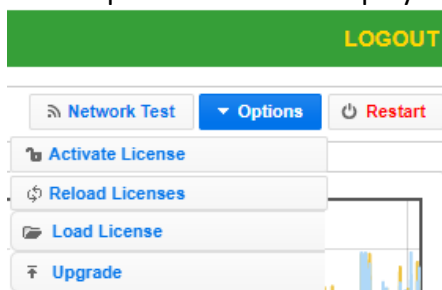 LOGOUT
Network Test Options Restart
Activate License
Reload Licenses
Load License
Upgrade